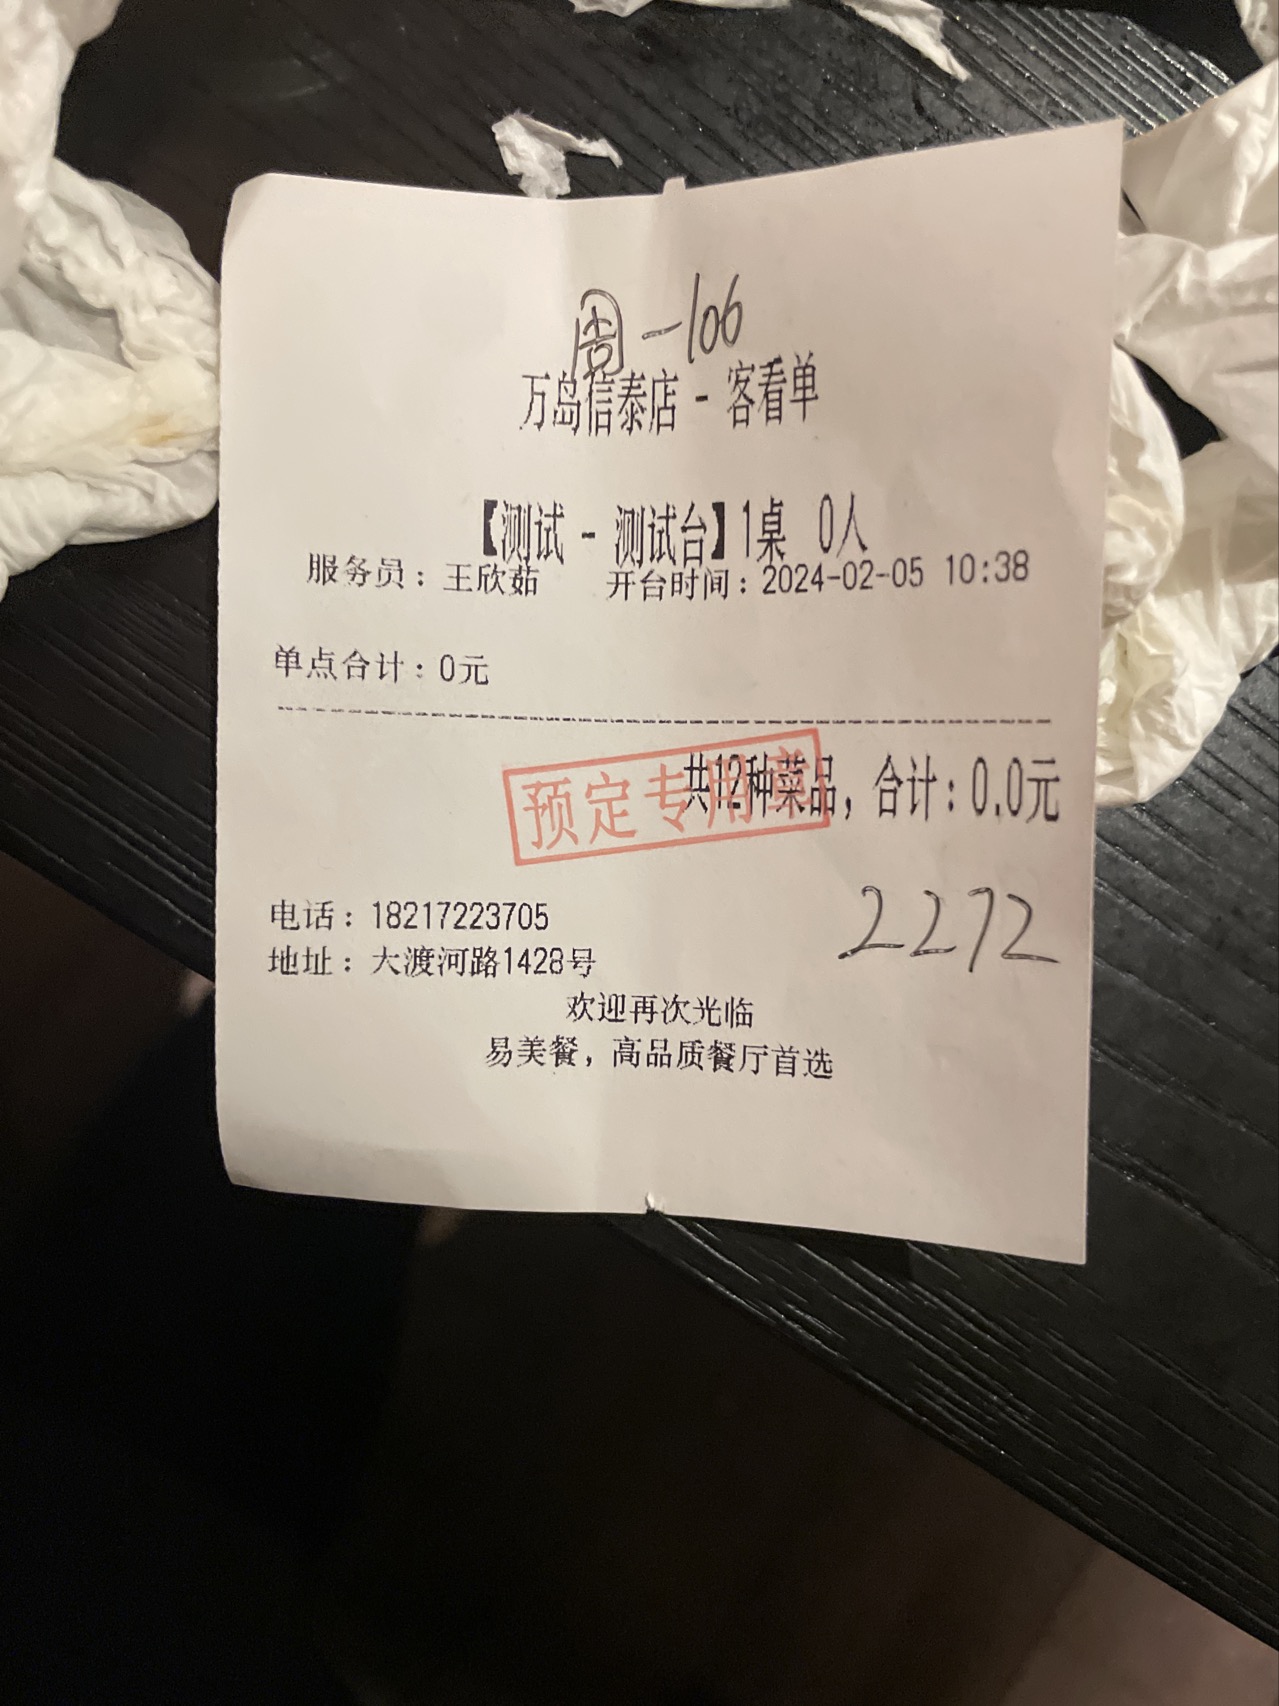 周-106
万岛信泰店 - 客看单
【测试 - 测试台】1桌 0人
服务员：王欣茹 开台时间：2024-02-05 10:38
单点合计：0元
共12种菜品，合计：0.0元
预定专用章
2272
电话：18217223705
地址：大渡河路1428号
欢迎再次光临
易美餐，高品质餐厅首选